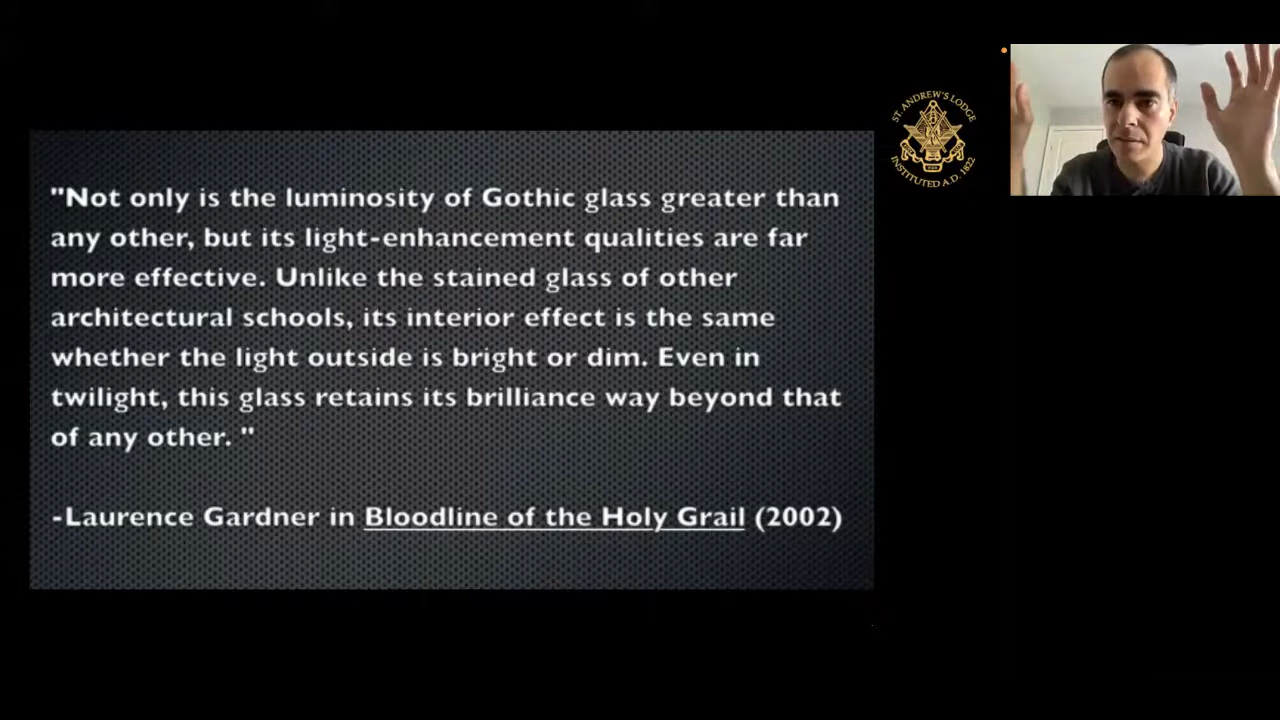 "Not only is the luminosity of Gothic glass greater than
any other, but its light-enhancement qualities are far
more effective. Unlike the stained glass of other
architectural schools, its interior effect is the same
whether the light outside is bright or dim. Even in
twilight, this glass retains its brilliance way beyond that
of any other. "
-Laurence Gardner in Bloodline of the Holy Grail (2002)
ST. ANDREW'S LODGE
INSTITUTED A.D. 1822